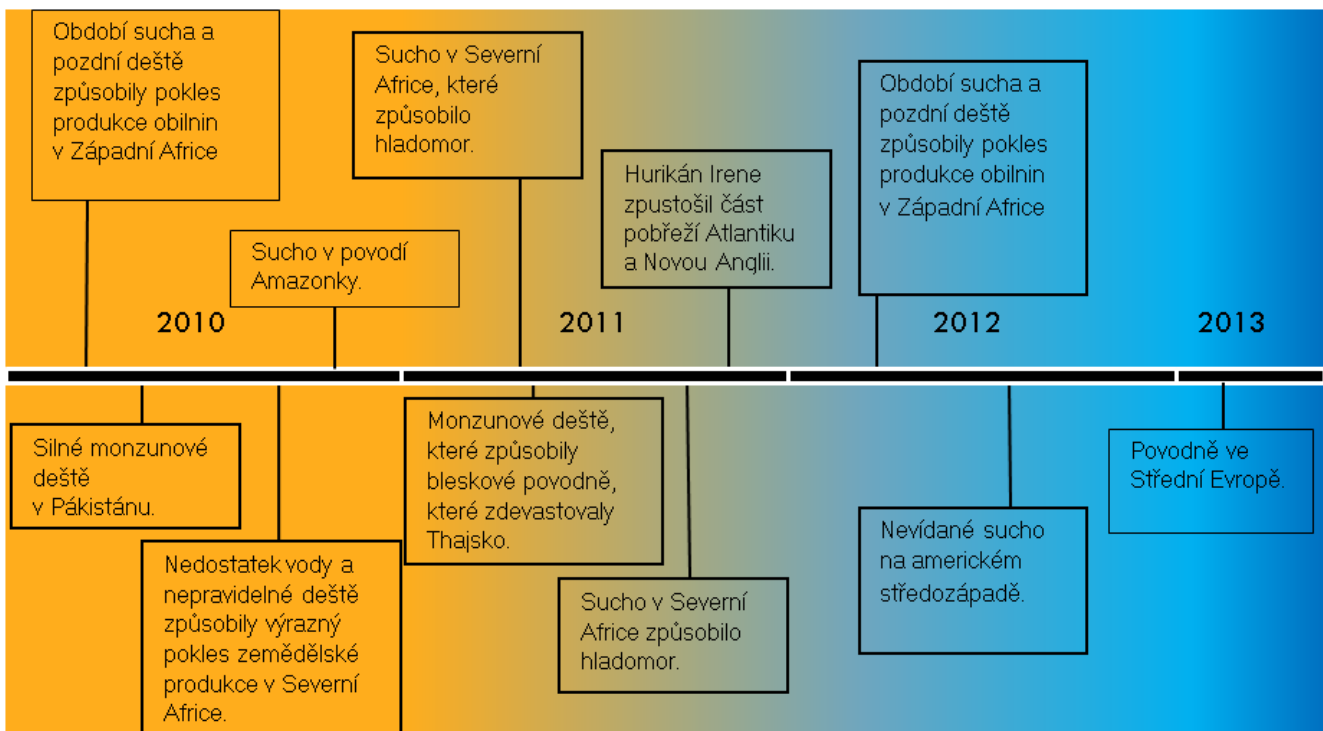 Období sucha a
pozdní deště
způsobily pokles
produkce obilnin
v Západní Africe
Sucho v povodí
Amazonky.
Sucho v Severní
Africe, které
způsobilo
hladomor.
Hurikán Irene
zpustošil část
pobřeží Atlantiku
a Novou Anglii.
Období sucha a
pozdní deště
způsobily pokles
produkce obilnin
v Západní Africe
2010
2011
2012
2013
Silné monzunové
deště
v Pákistánu.
Nedostatek vody a
nepravidelné deště
způsobily výrazný
pokles zemědělské
produkce v Severní
Africe.
Monzunové deště,
které způsobily
bleskové povodně,
které zdevastovaly
Thajsko.
Sucho v Severní
Africe způsobilo
hladomor.
Nevídané sucho
na americkém
středozápadě.
Povodně ve
Střední Evropě.